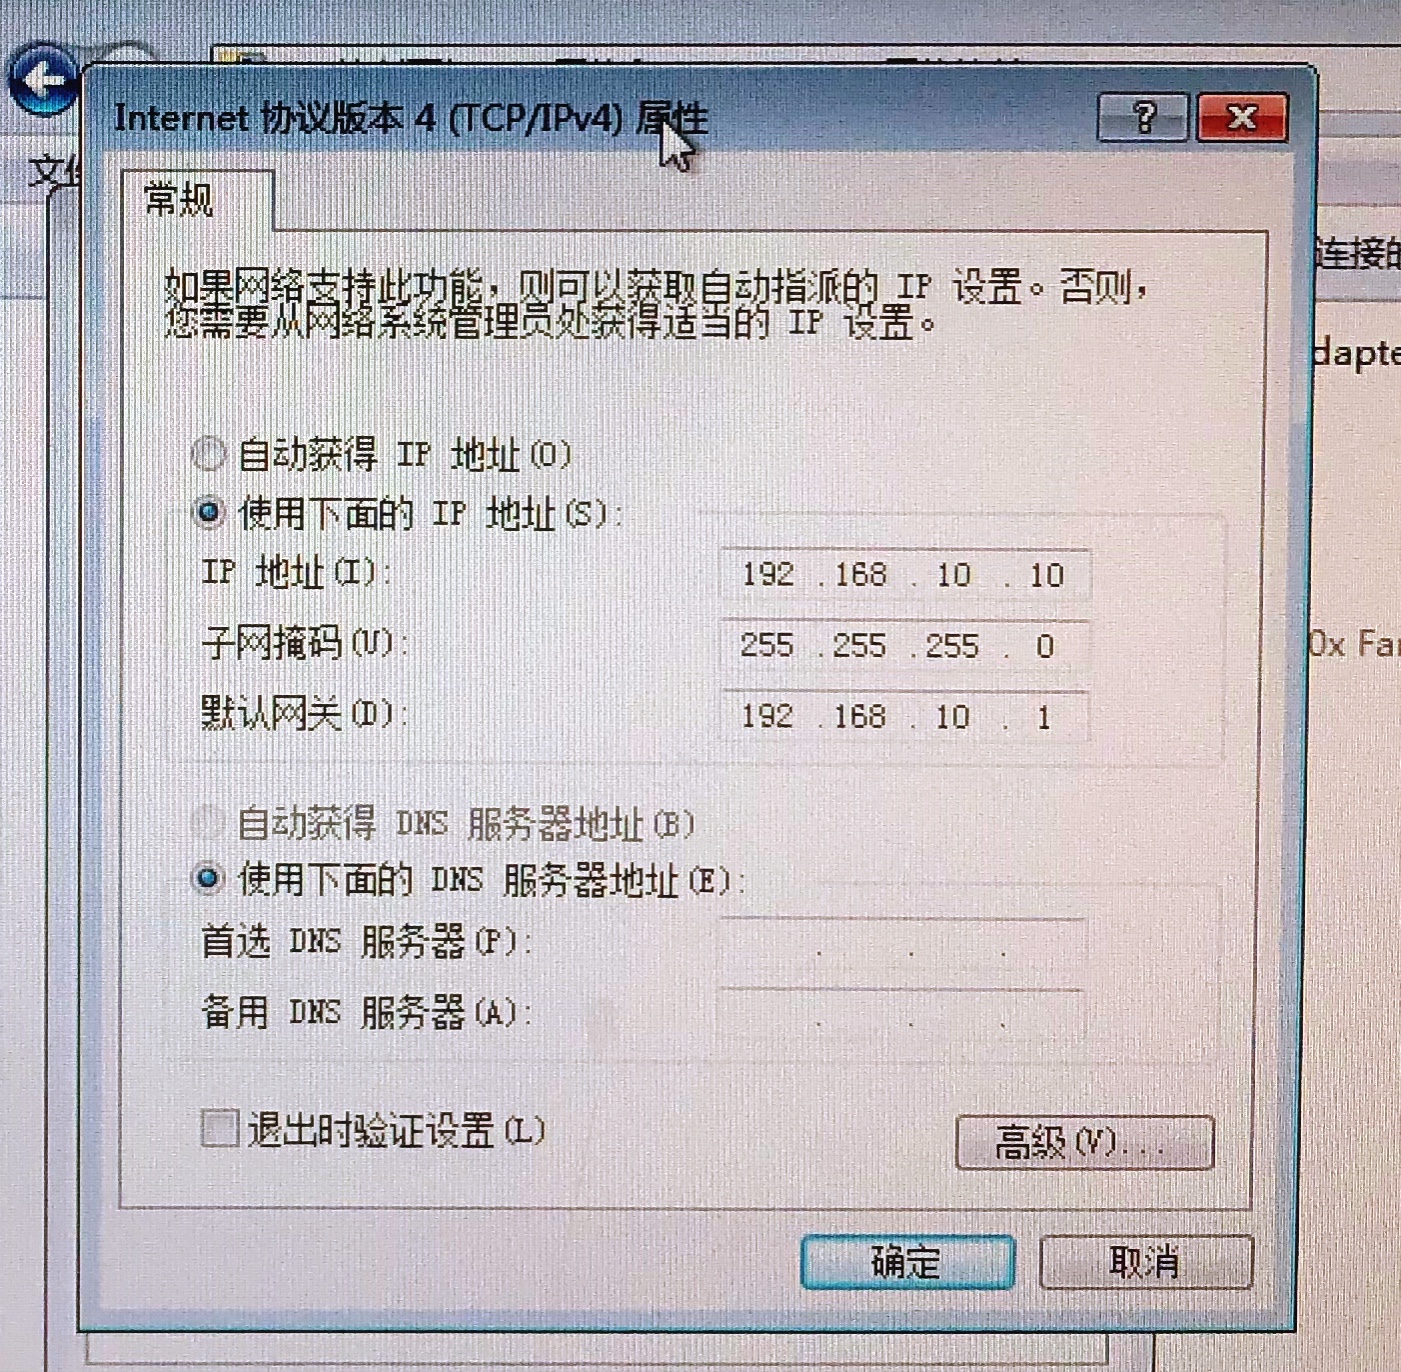 Internet 协议版本 4 (TCP/IPv4) 属性
?
X
常规
如果网络支持此功能，则可以获取自动指派的 IP 设置。否则，
您需要从网络系统管理员处获得适当的 IP 设置。
连接的
dapte
自动获得 IP 地址(O)
使用下面的 IP 地址(S):
IP 地址(I): 192 . 168 . 10 . 10
子网掩码(U): 255 . 255 . 255 . 0
0x Far
默认网关(D): 192 . 168 . 10 . 1
自动获得 DNS 服务器地址(B)
使用下面的 DNS 服务器地址(E):
首选 DNS 服务器(P): . . .
备用 DNS 服务器(A): . . .
退出时验证设置(L)
高级(V)...
确定
取消